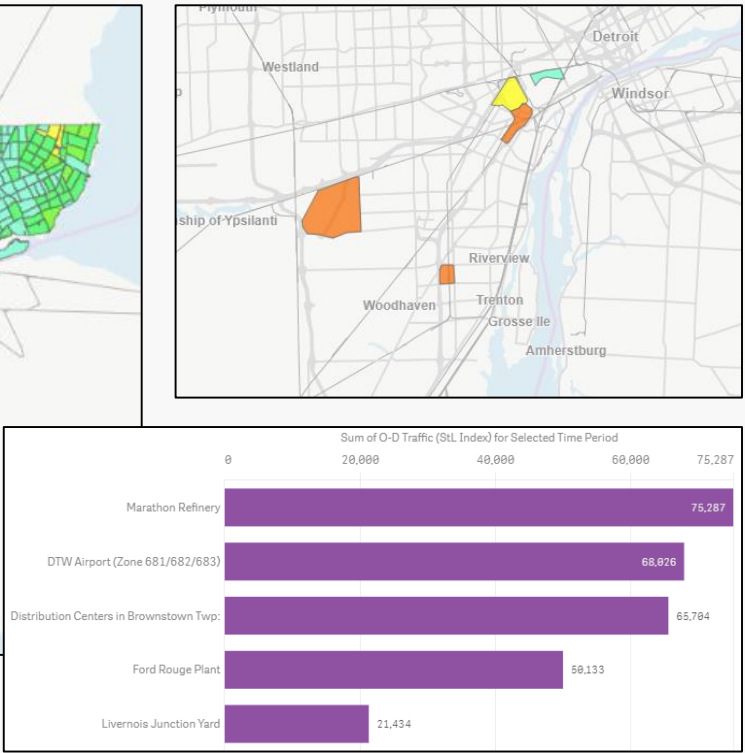 Plymouth
Detroit
Westland
Windsor
ship of Ypsilanti
Riverview
Woodhaven
Trenton
Grosse Ile
Amherstburg
Sum of O-D Traffic (StL Index) for Selected Time Period
0 20,000 40,000 60,000 75,287
Marathon Refinery 75,287
DTW Airport (Zone 681/682/683) 68,026
Distribution Centers in Brownstown Twp: 65,704
Ford Rouge Plant 50,133
Livernois Junction Yard 21,434